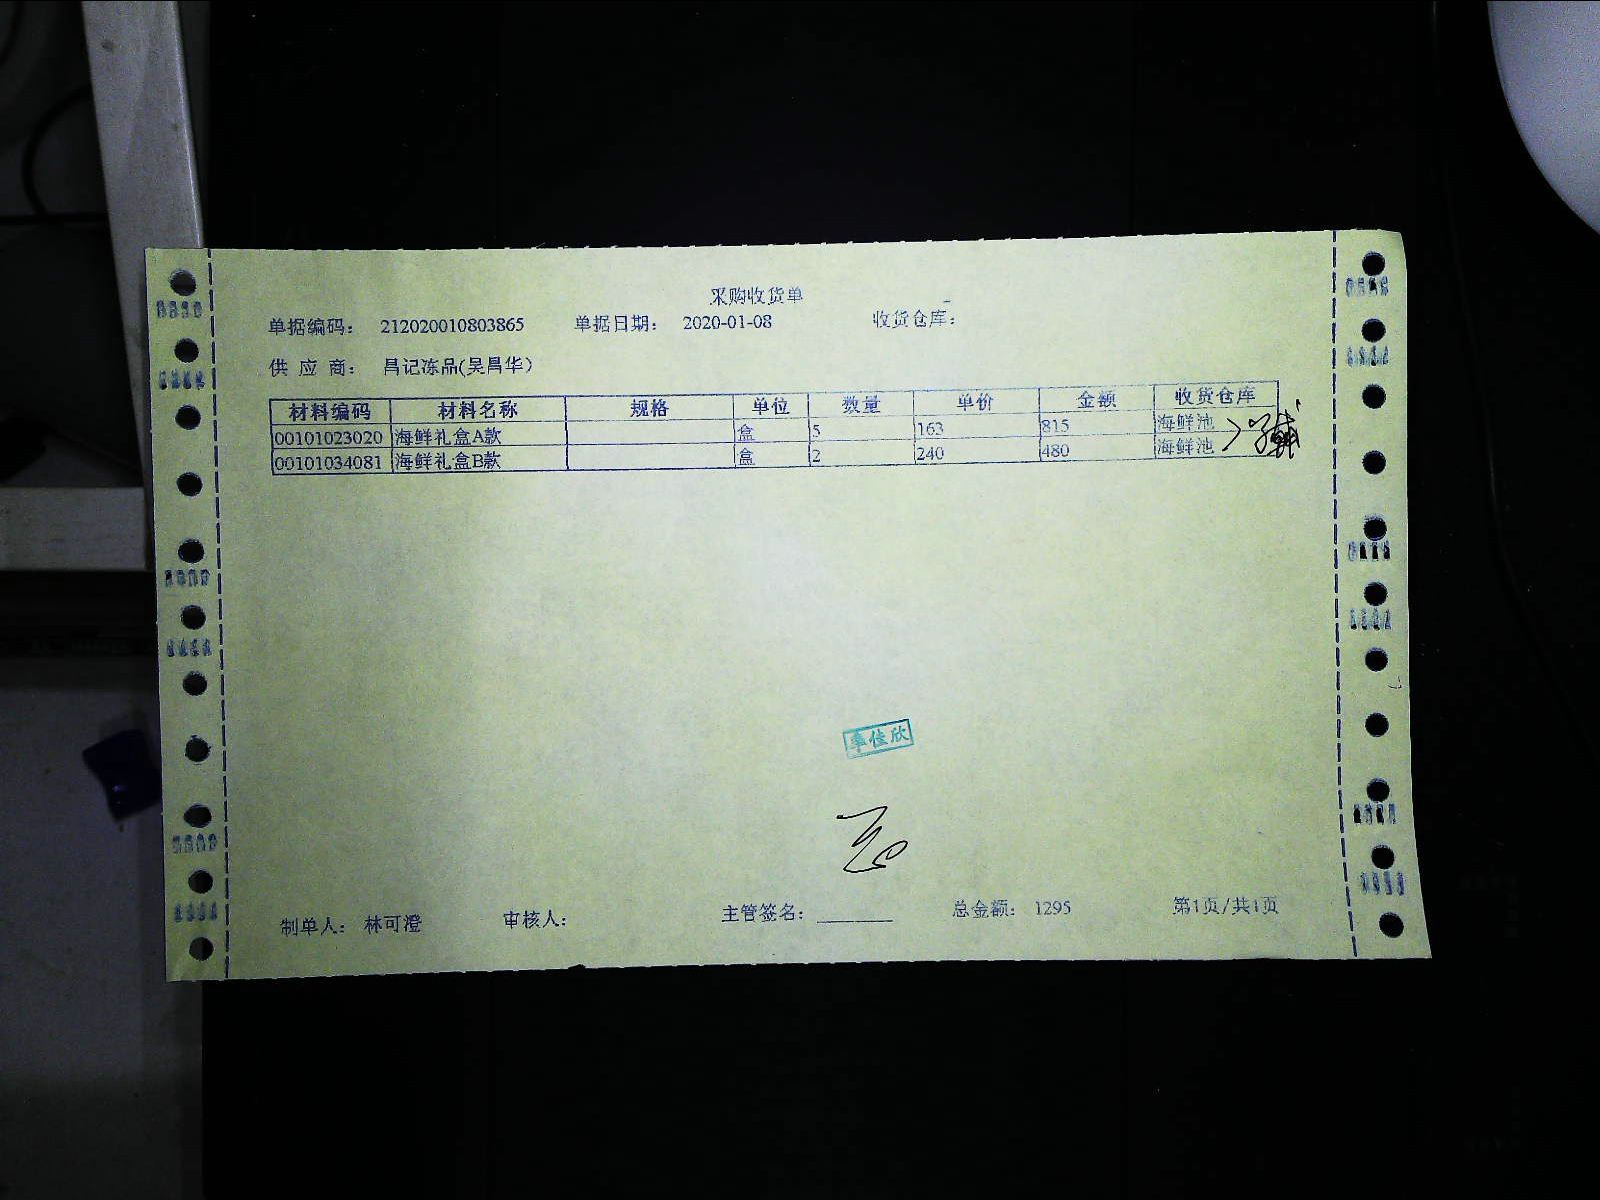 采购收货单
单据编码： 212020010803865 单据日期： 2020-01-08 收货仓库：
供 应 商： 昌记冻品(吴昌华)
材料编码 材料名称 规格 单位 数量 单价 金额 收货仓库
00101023020 海鲜礼盒A款 盒 5 163 815 海鲜池
00101034081 海鲜礼盒B款 盒 2 240 480 海鲜池
李佳欣
制单人： 林可澄 审核人： 主管签名： 总金额： 1295 第1页/共1页